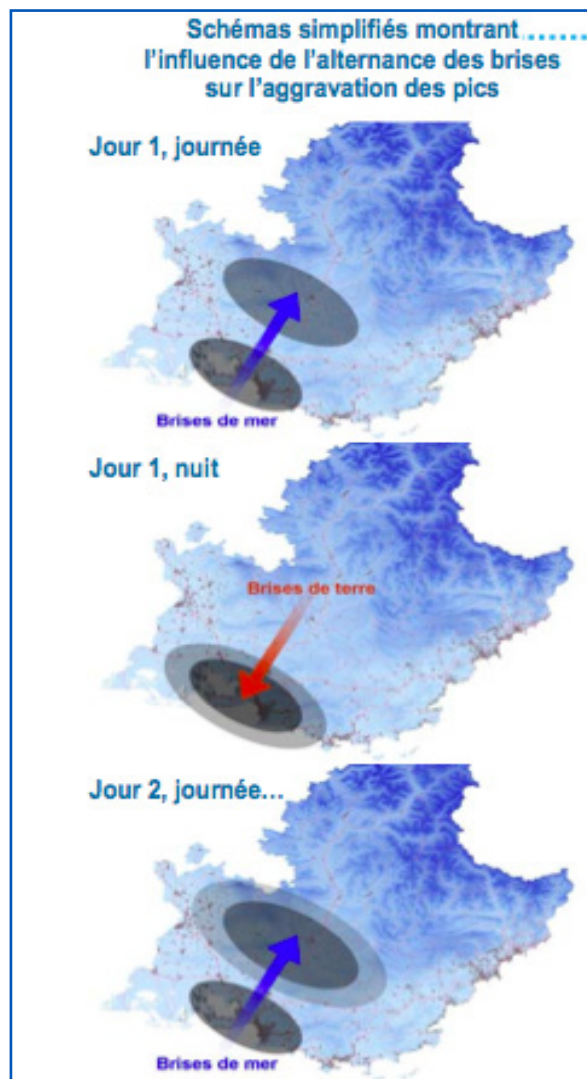 Schémas simplifiés montrant
l'influence de l'alternance des brises
sur l'aggravation des pics
Jour 1, journée
Brises de mer
Jour 1, nuit
Brises de terre
Jour 2, journée...
Brises de mer